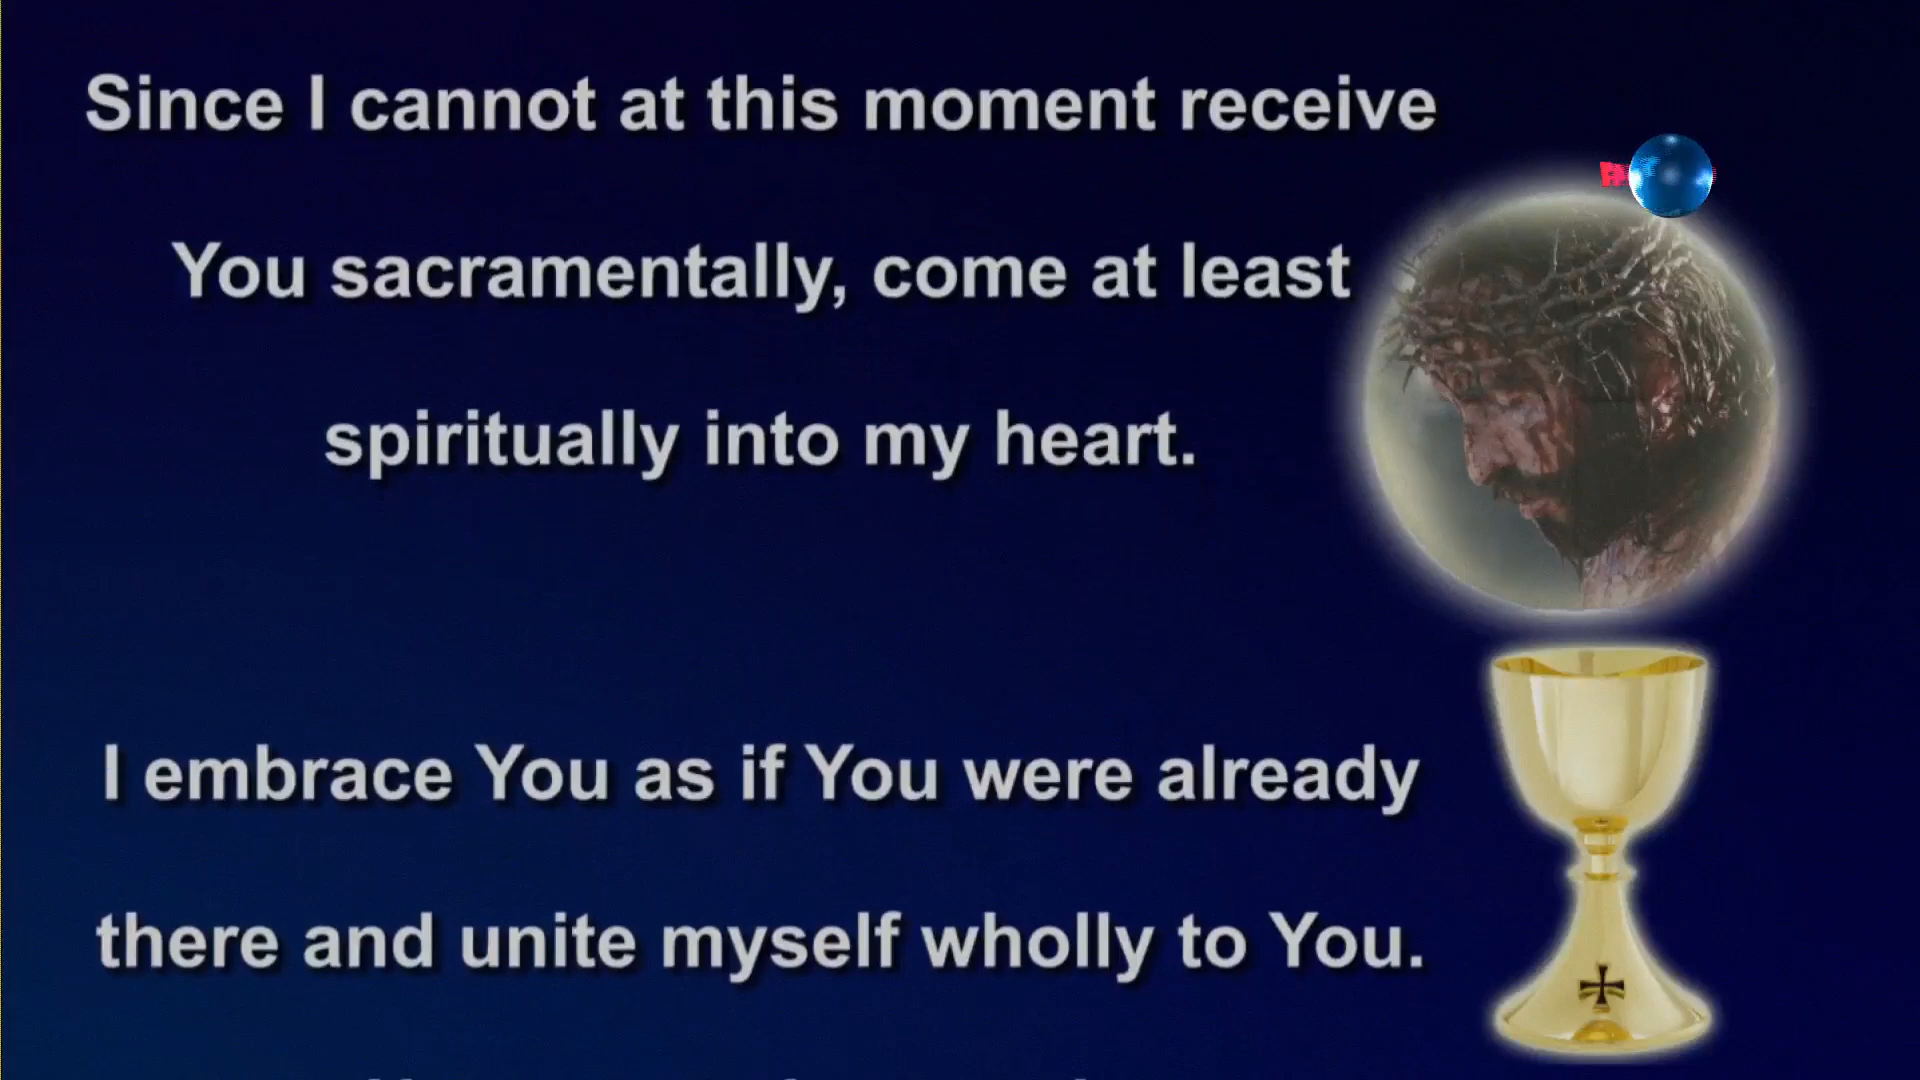 Since I cannot at this moment receive
You sacramentally, come at least
spiritually into my heart.
I embrace You as if You were already
there and unite myself wholly to You.